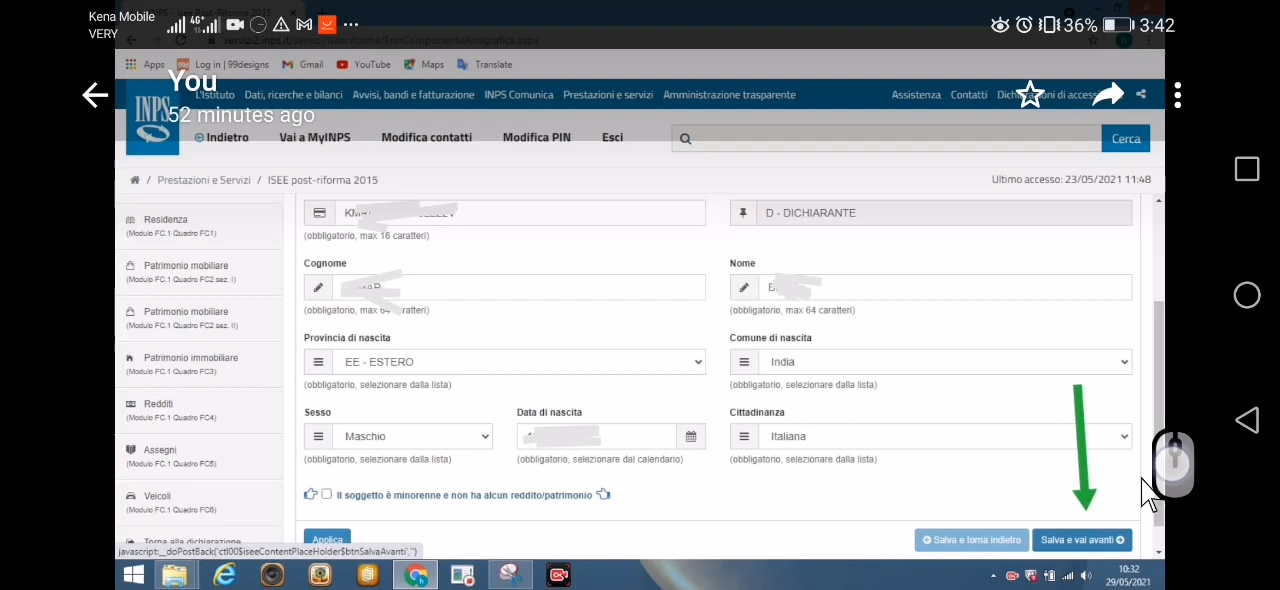 Kena Mobile
VERY
4G+
36% 3:42
You
52 minutes ago
Apps Log in | 99designs Gmail YouTube Maps Translate
INPS
L'Istituto Dati, ricerche e bilanci Avvisi, bandi e fatturazione INPS Comunica Prestazioni e servizi Amministrazione trasparente Assistenza Contatti
Indietro Vai a MyINPS Modifica contatti Modifica PIN Esci Cerca
/ Prestazioni e Servizi / ISEE post-riforma 2015 Ultimo accesso: 23/05/2021 11:48
Residenza
(Modulo FC.1 Quadro FC1)
Patrimonio mobiliare
(Modulo FC.1 Quadro FC2 sez. I)
Patrimonio mobiliare
(Modulo FC.1 Quadro FC2 sez. II)
Patrimonio immobiliare
(Modulo FC.1 Quadro FC3)
Redditi
(Modulo FC.1 Quadro FC4)
Assegni
(Modulo FC.1 Quadro FC5)
Veicoli
(Modulo FC.1 Quadro FC6)
Torna alla dichiarazione
D - DICHIARANTE
(obbligatorio, max 16 caratteri)
Cognome Nome
(obbligatorio, max 64 (obbligatorio, max 64 caratteri)
Provincia di nascita Comune di nascita
EE - ESTERO India
(obbligatorio, selezionare dalla lista) (obbligatorio, selezionare dalla lista)
Sesso Data di nascita Cittadinanza
Maschio Italiana
(obbligatorio, selezionare dalla lista) (obbligatorio, selezionare dal calendario) (obbligatorio, selezionare dalla lista)
Il soggetto è minorenne e non ha alcun reddito/patrimonio
Applica Salva e torna indietro Salva e vai avanti
javascript:__doPostBack('ctl00$iseeContentPlaceHolder$btnSalvaAvanti','')
10:32
29/05/2021